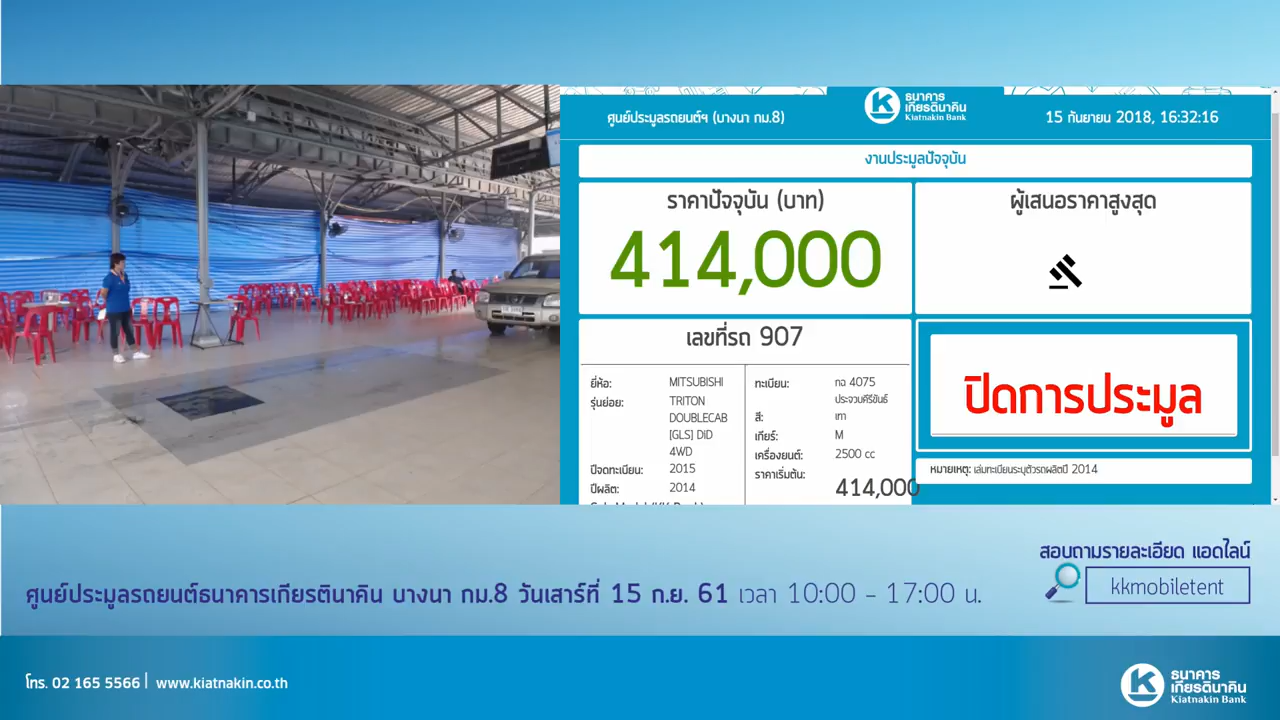 ศูนย์ประมูลรถยนต์ฯ (บางนา กม.8)
ธนาคาร
เกียรตินาคิน
Kiatnakin Bank
15 กันยายน 2018, 16:32:16
งานประมูลปัจจุบัน
ราคาปัจจุบัน (บาท)
414,000
ผู้เสนอราคาสูงสุด
เลขที่รถ 907
ยี่ห้อ: MITSUBISHI
รุ่นย่อย: TRITON
DOUBLECAB
[GLS] DiD
4WD
ปีจดทะเบียน: 2015
ปีผลิต: 2014
ทะเบียน: กฉ 4075
ประจวบคีรีขันธ์
สี: เทา
เกียร์: M
เครื่องยนต์: 2500 cc
ราคาเริ่มต้น:
414,000
ปิดการประมูล
หมายเหตุ: เล่มทะเบียนระบุตัวรถผลิตปี 2014
สอบถามรายละเอียด แอดไลน์
kkmobiletent
ศูนย์ประมูลรถยนต์ธนาคารเกียรตินาคิน บางนา กม.8 วันเสาร์ที่ 15 ก.ย. 61 เวลา 10:00 - 17:00 น.
โทร. 02 165 5566 | www.kiatnakin.co.th
ธนาคาร
เกียรตินาคิน
Kiatnakin Bank